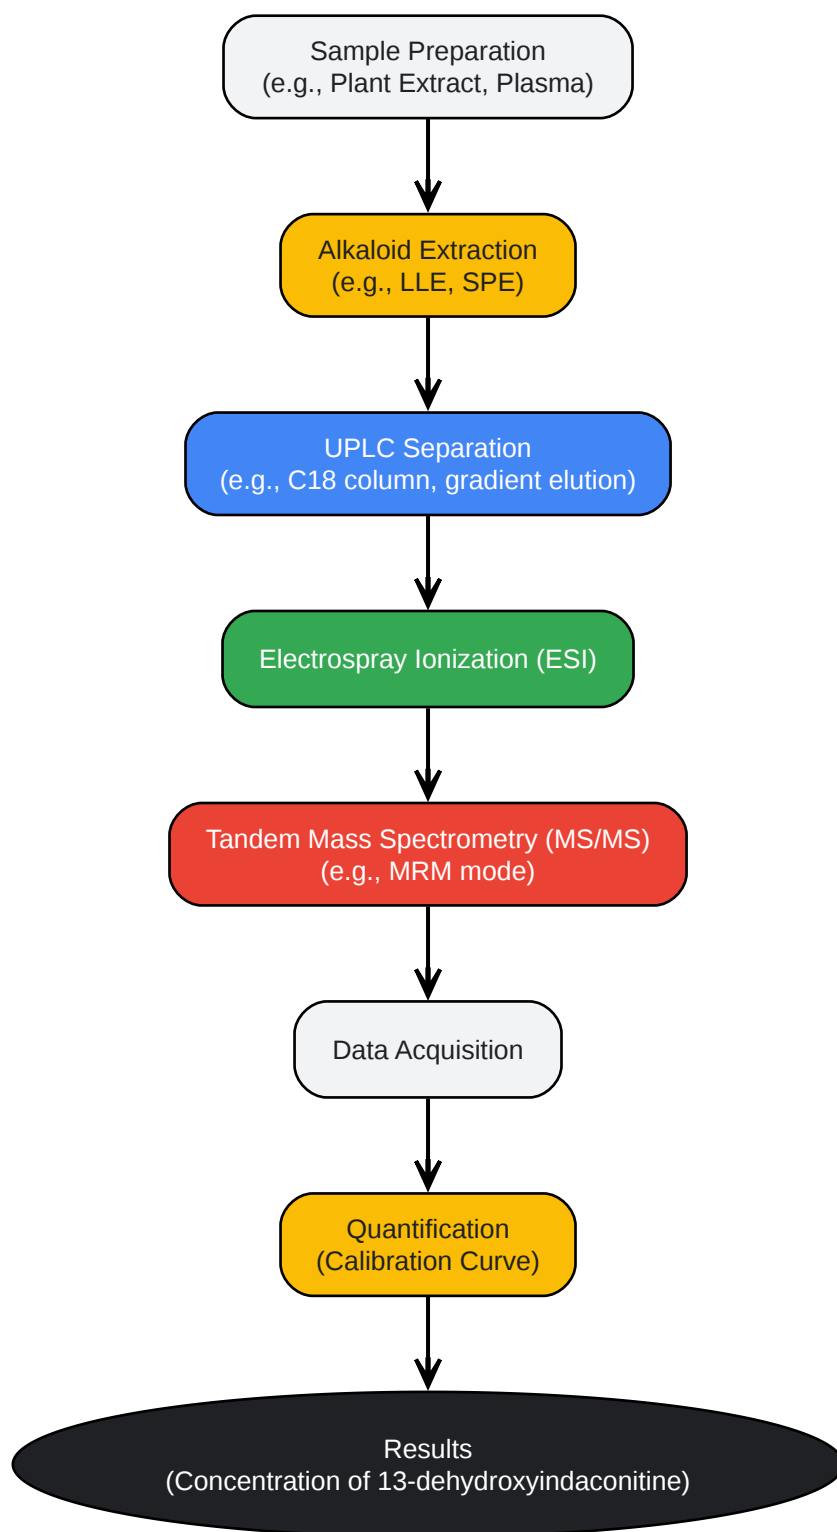 Sample Preparation
(e.g., Plant Extract, Plasma)
Alkaloid Extraction
(e.g., LLE, SPE)
UPLC Separation
(e.g., C18 column, gradient elution)
Electrospray Ionization (ESI)
Tandem Mass Spectrometry (MS/MS)
(e.g., MRM mode)
Data Acquisition
Quantification
(Calibration Curve)
Results
(Concentration of 13-dehydroxyindaconitine)